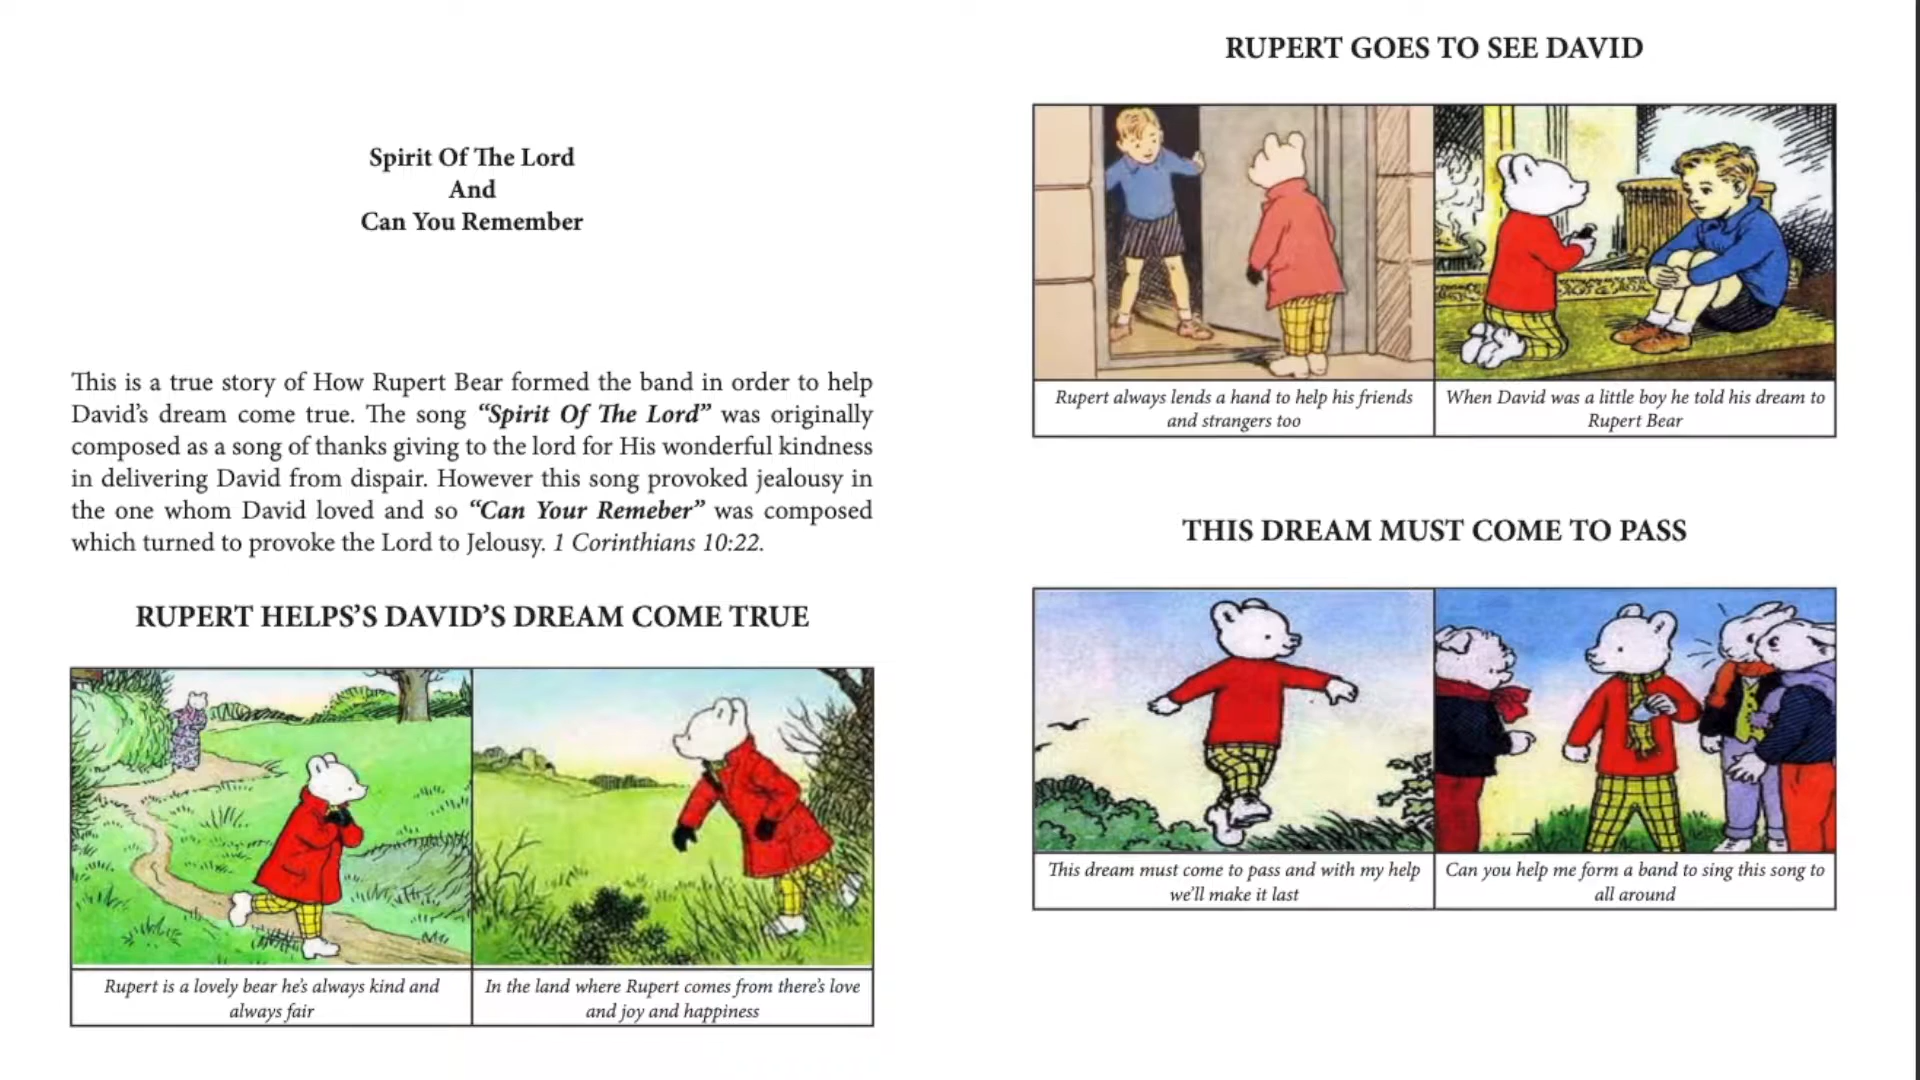 Spirit Of The Lord
And
Can You Remember
This is a true story of How Rupert Bear formed the band in order to help
David's dream come true. The song “Spirit Of The Lord” was originally
composed as a song of thanks giving to the lord for His wonderful kindness
in delivering David from dispair. However this song provoked jealousy in
the one whom David loved and so “Can Your Remeber” was composed
which turned to provoke the Lord to Jelousy. 1 Corinthians 10:22.
RUPERT HELPS'S DAVID'S DREAM COME TRUE
Rupert is a lovely bear he's always kind and
always fair
In the land where Rupert comes from there's love
and joy and happiness
RUPERT GOES TO SEE DAVID
Rupert always lends a hand to help his friends
and strangers too
When David was a little boy he told his dream to
Rupert Bear
THIS DREAM MUST COME TO PASS
This dream must come to pass and with my help
we'll make it last
Can you help me form a band to sing this song to
all around